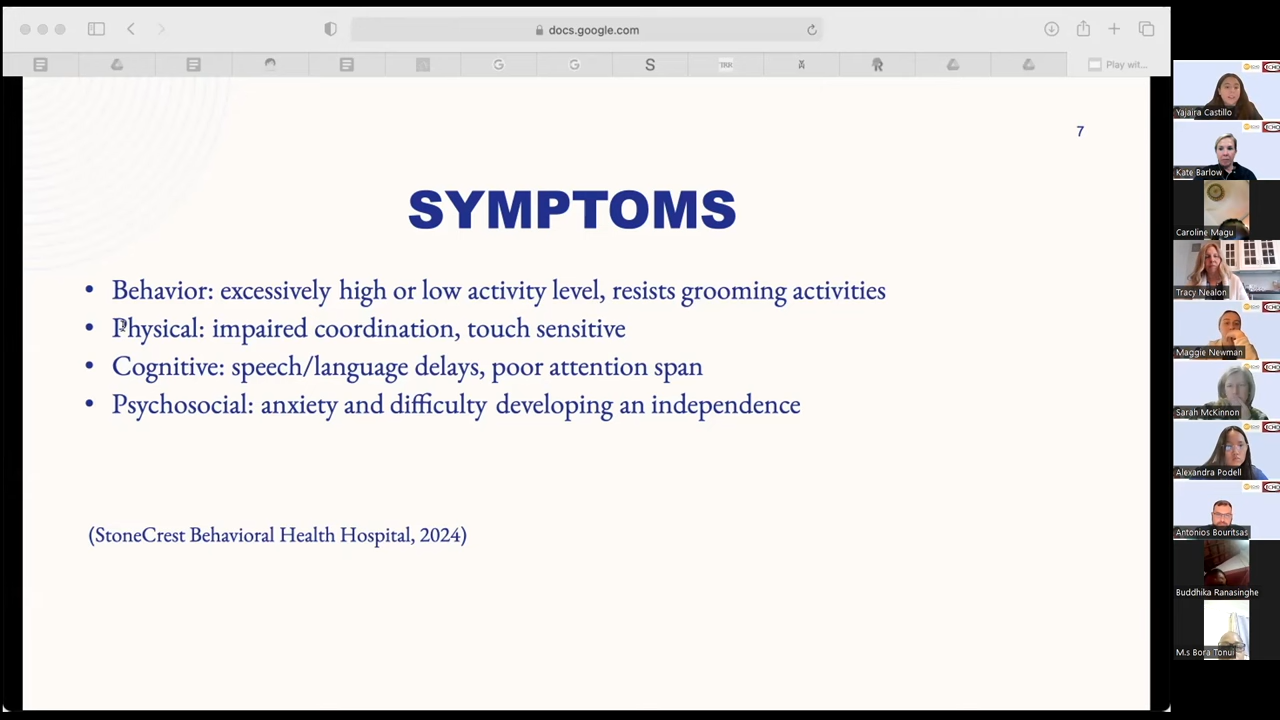 docs.google.com
Play wit...
7
SYMPTOMS
• Behavior: excessively high or low activity level, resists grooming activities
• Physical: impaired coordination, touch sensitive
• Cognitive: speech/language delays, poor attention span
• Psychosocial: anxiety and difficulty developing an independence
(StoneCrest Behavioral Health Hospital, 2024)
Yajaira Castillo
Kate Barlow
Caroline Magu
Tracy Nealon
Maggie Newman
Sarah McKinnon
Alexandra Podell
Antonios Bouritsas
Buddhika Ranasinghe
M.s Bora Tonui